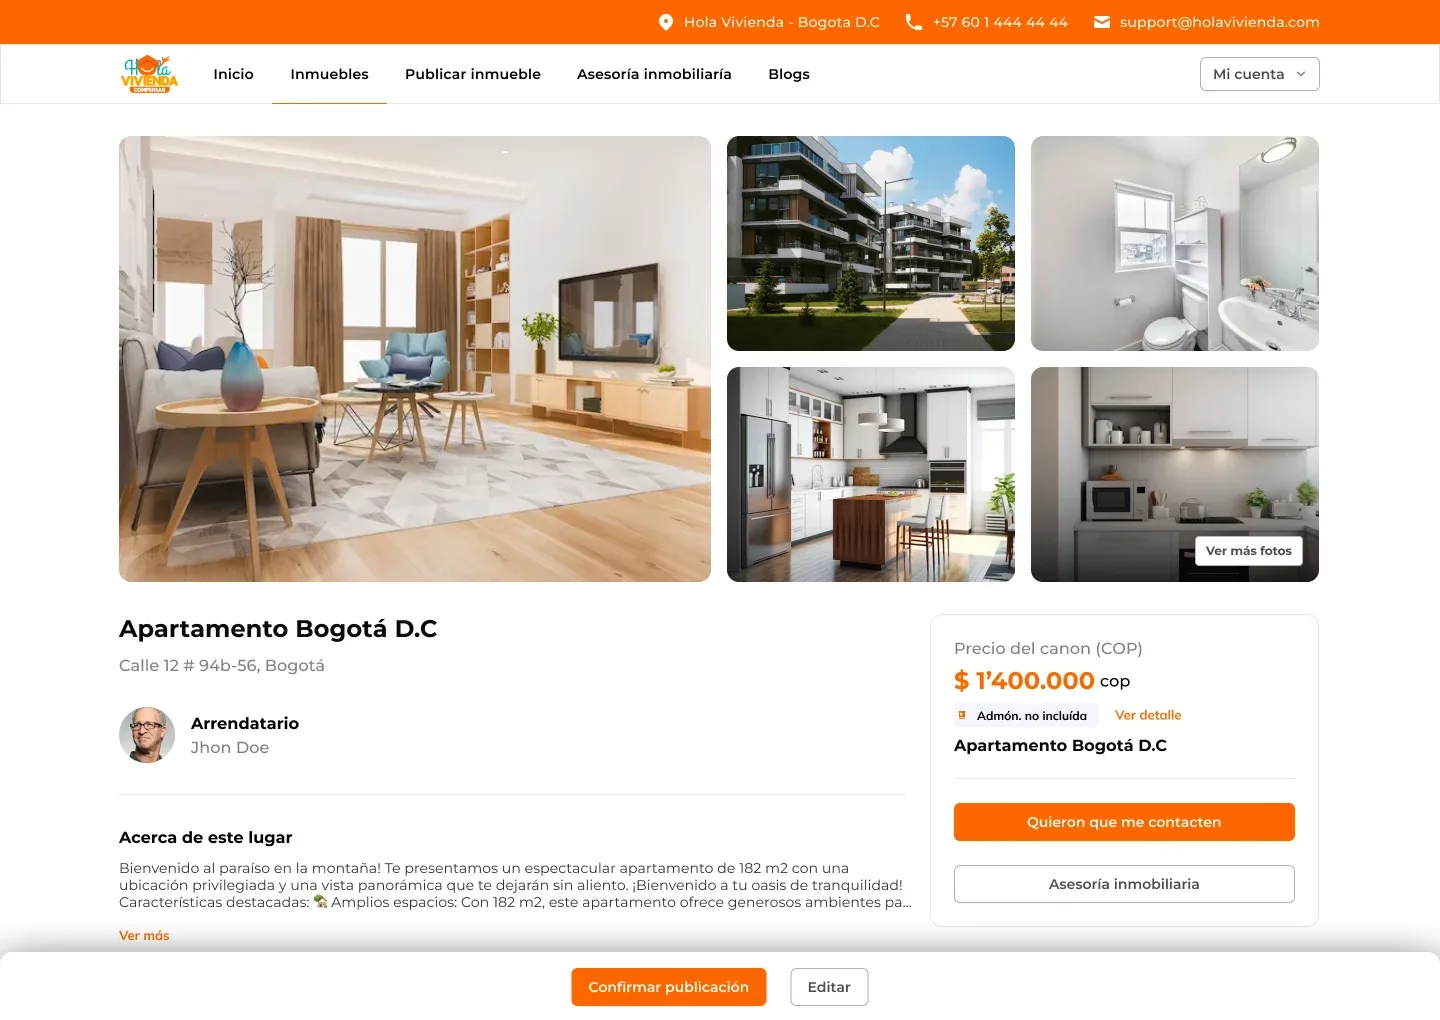 Hola Vivienda - Bogota D.C
+57 60 1 444 44 44
support@holavivienda.com
Hola
VIVIENDA
COMPENSAR
Inicio
Inmuebles
Publicar inmueble
Asesoría inmobiliaría
Blogs
Mi cuenta
Ver más fotos
Apartamento Bogotá D.C
Calle 12 # 94b-56, Bogotá
Arrendatario
Jhon Doe
Acerca de este lugar
Bienvenido al paraíso en la montaña! Te presentamos un espectacular apartamento de 182 m2 con una
ubicación privilegiada y una vista panorámica que te dejarán sin aliento. ¡Bienvenido a tu oasis de tranquilidad!
Características destacadas: 🏡 Amplios espacios: Con 182 m2, este apartamento ofrece generosos ambientes pa...
Ver más
Precio del canon (COP)
$ 1’400.000 cop
Admón. no incluída
Ver detalle
Apartamento Bogotá D.C
Quieron que me contacten
Asesoría inmobiliaria
Confirmar publicación
Editar